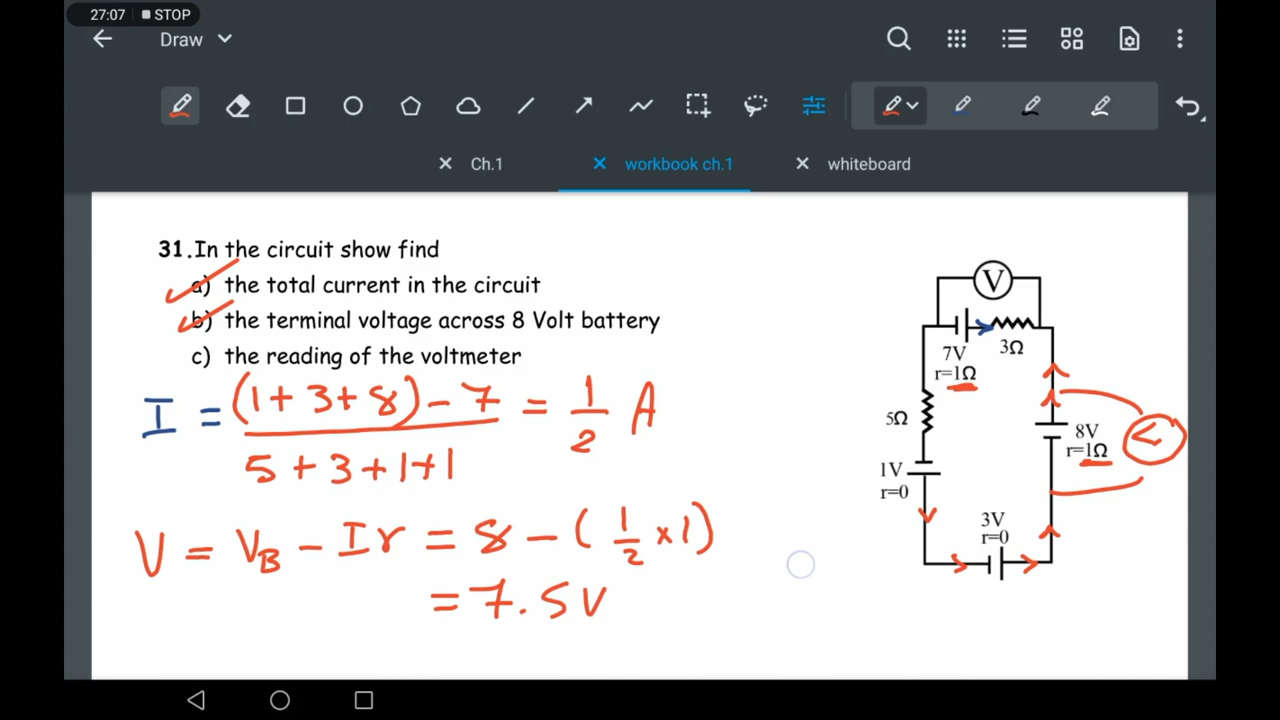 27:07 STOP
Draw
Ch.1
workbook ch.1
whiteboard
31.In the circuit show find
a) the total current in the circuit
b) the terminal voltage across 8 Volt battery
c) the reading of the voltmeter
I = (1+3+8)-7 / 5+3+1+1 = 1/2 A
V = VB - Ir = 8 - (1/2 ×1)
= 7.5V
V
7V
r=1Ω
3Ω
5Ω
1V
r=0
3V
r=0
8V
r=1Ω
V